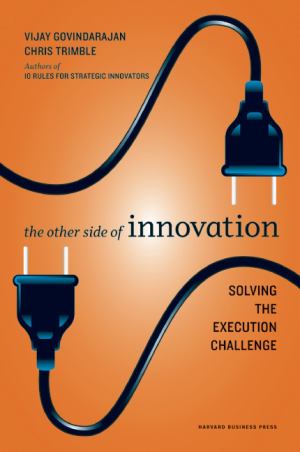 VIJAY GOVINDARAJAN
CHRIS TRIMBLE
Authors of
10 RULES FOR STRATEGIC INNOVATORS
the other side of innovation
SOLVING
THE
EXECUTION
CHALLENGE
HARVARD BUSINESS PRESS